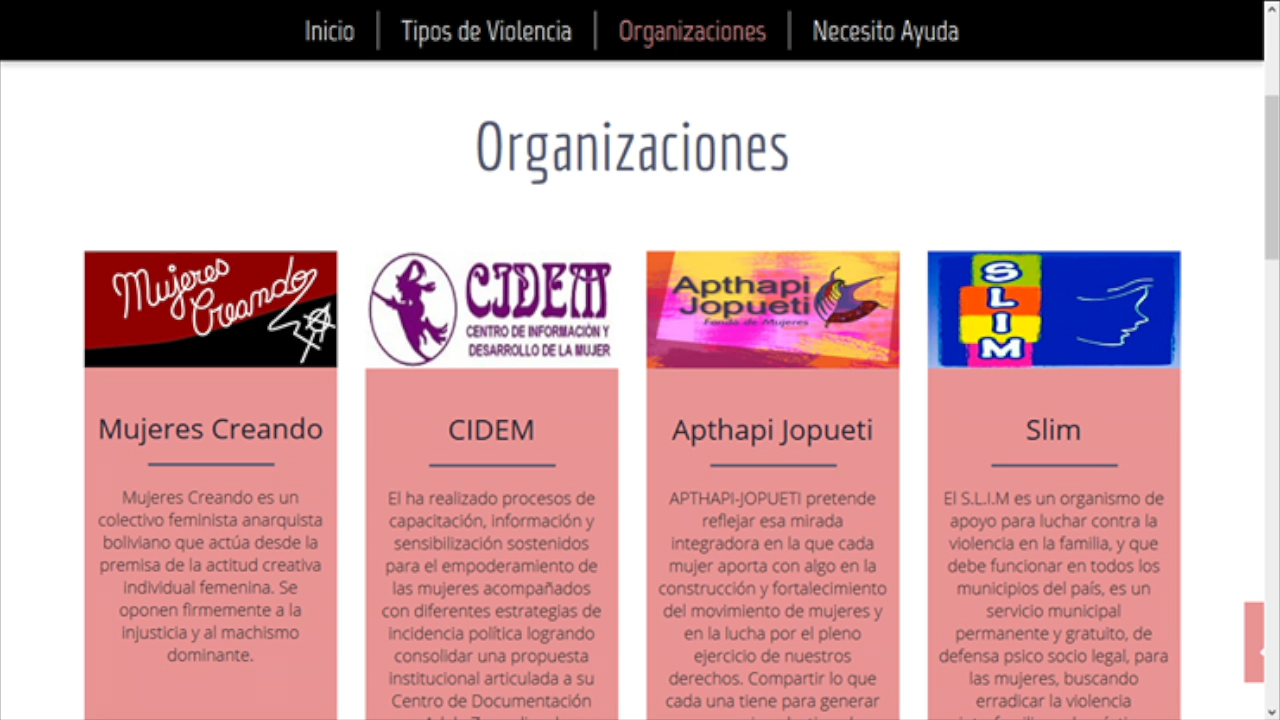 Inicio
Tipos de Violencia
Organizaciones
Necesito Ayuda
Organizaciones
Mujeres
Creando
Mujeres Creando
Mujeres Creando es un
colectivo feminista anarquista
boliviano que actúa desde la
premisa de la actitud creativa
individual femenina. Se
oponen firmemente a la
injusticia y al machismo
dominante.
CIDEM
CENTRO DE INFORMACIÓN Y
DESARROLLO DE LA MUJER
CIDEM
El ha realizado procesos de
capacitación, información y
sensibilización sostenidos
para el empoderamiento de
las mujeres acompañados
con diferentes estrategias de
incidencia política logrando
consolidar una propuesta
institucional articulada a su
Centro de Documentación
Apthapi
Jopueti
Fondo de Mujeres
Apthapi Jopueti
APTHAPI-JOPUETI pretende
reflejar esa mirada
integradora en la que cada
mujer aporta con algo en la
construcción y fortalecimiento
del movimiento de mujeres y
en la lucha por el pleno
ejercicio de nuestros
derechos. Compartir lo que
cada una tiene para generar
S
L
I
M
Slim
El S.L.I.M es un organismo de
apoyo para luchar contra la
violencia en la familia, y que
debe funcionar en todos los
municipios del país, es un
servicio municipal
permanente y gratuito, de
defensa psico socio legal, para
las mujeres, buscando
erradicar la violencia